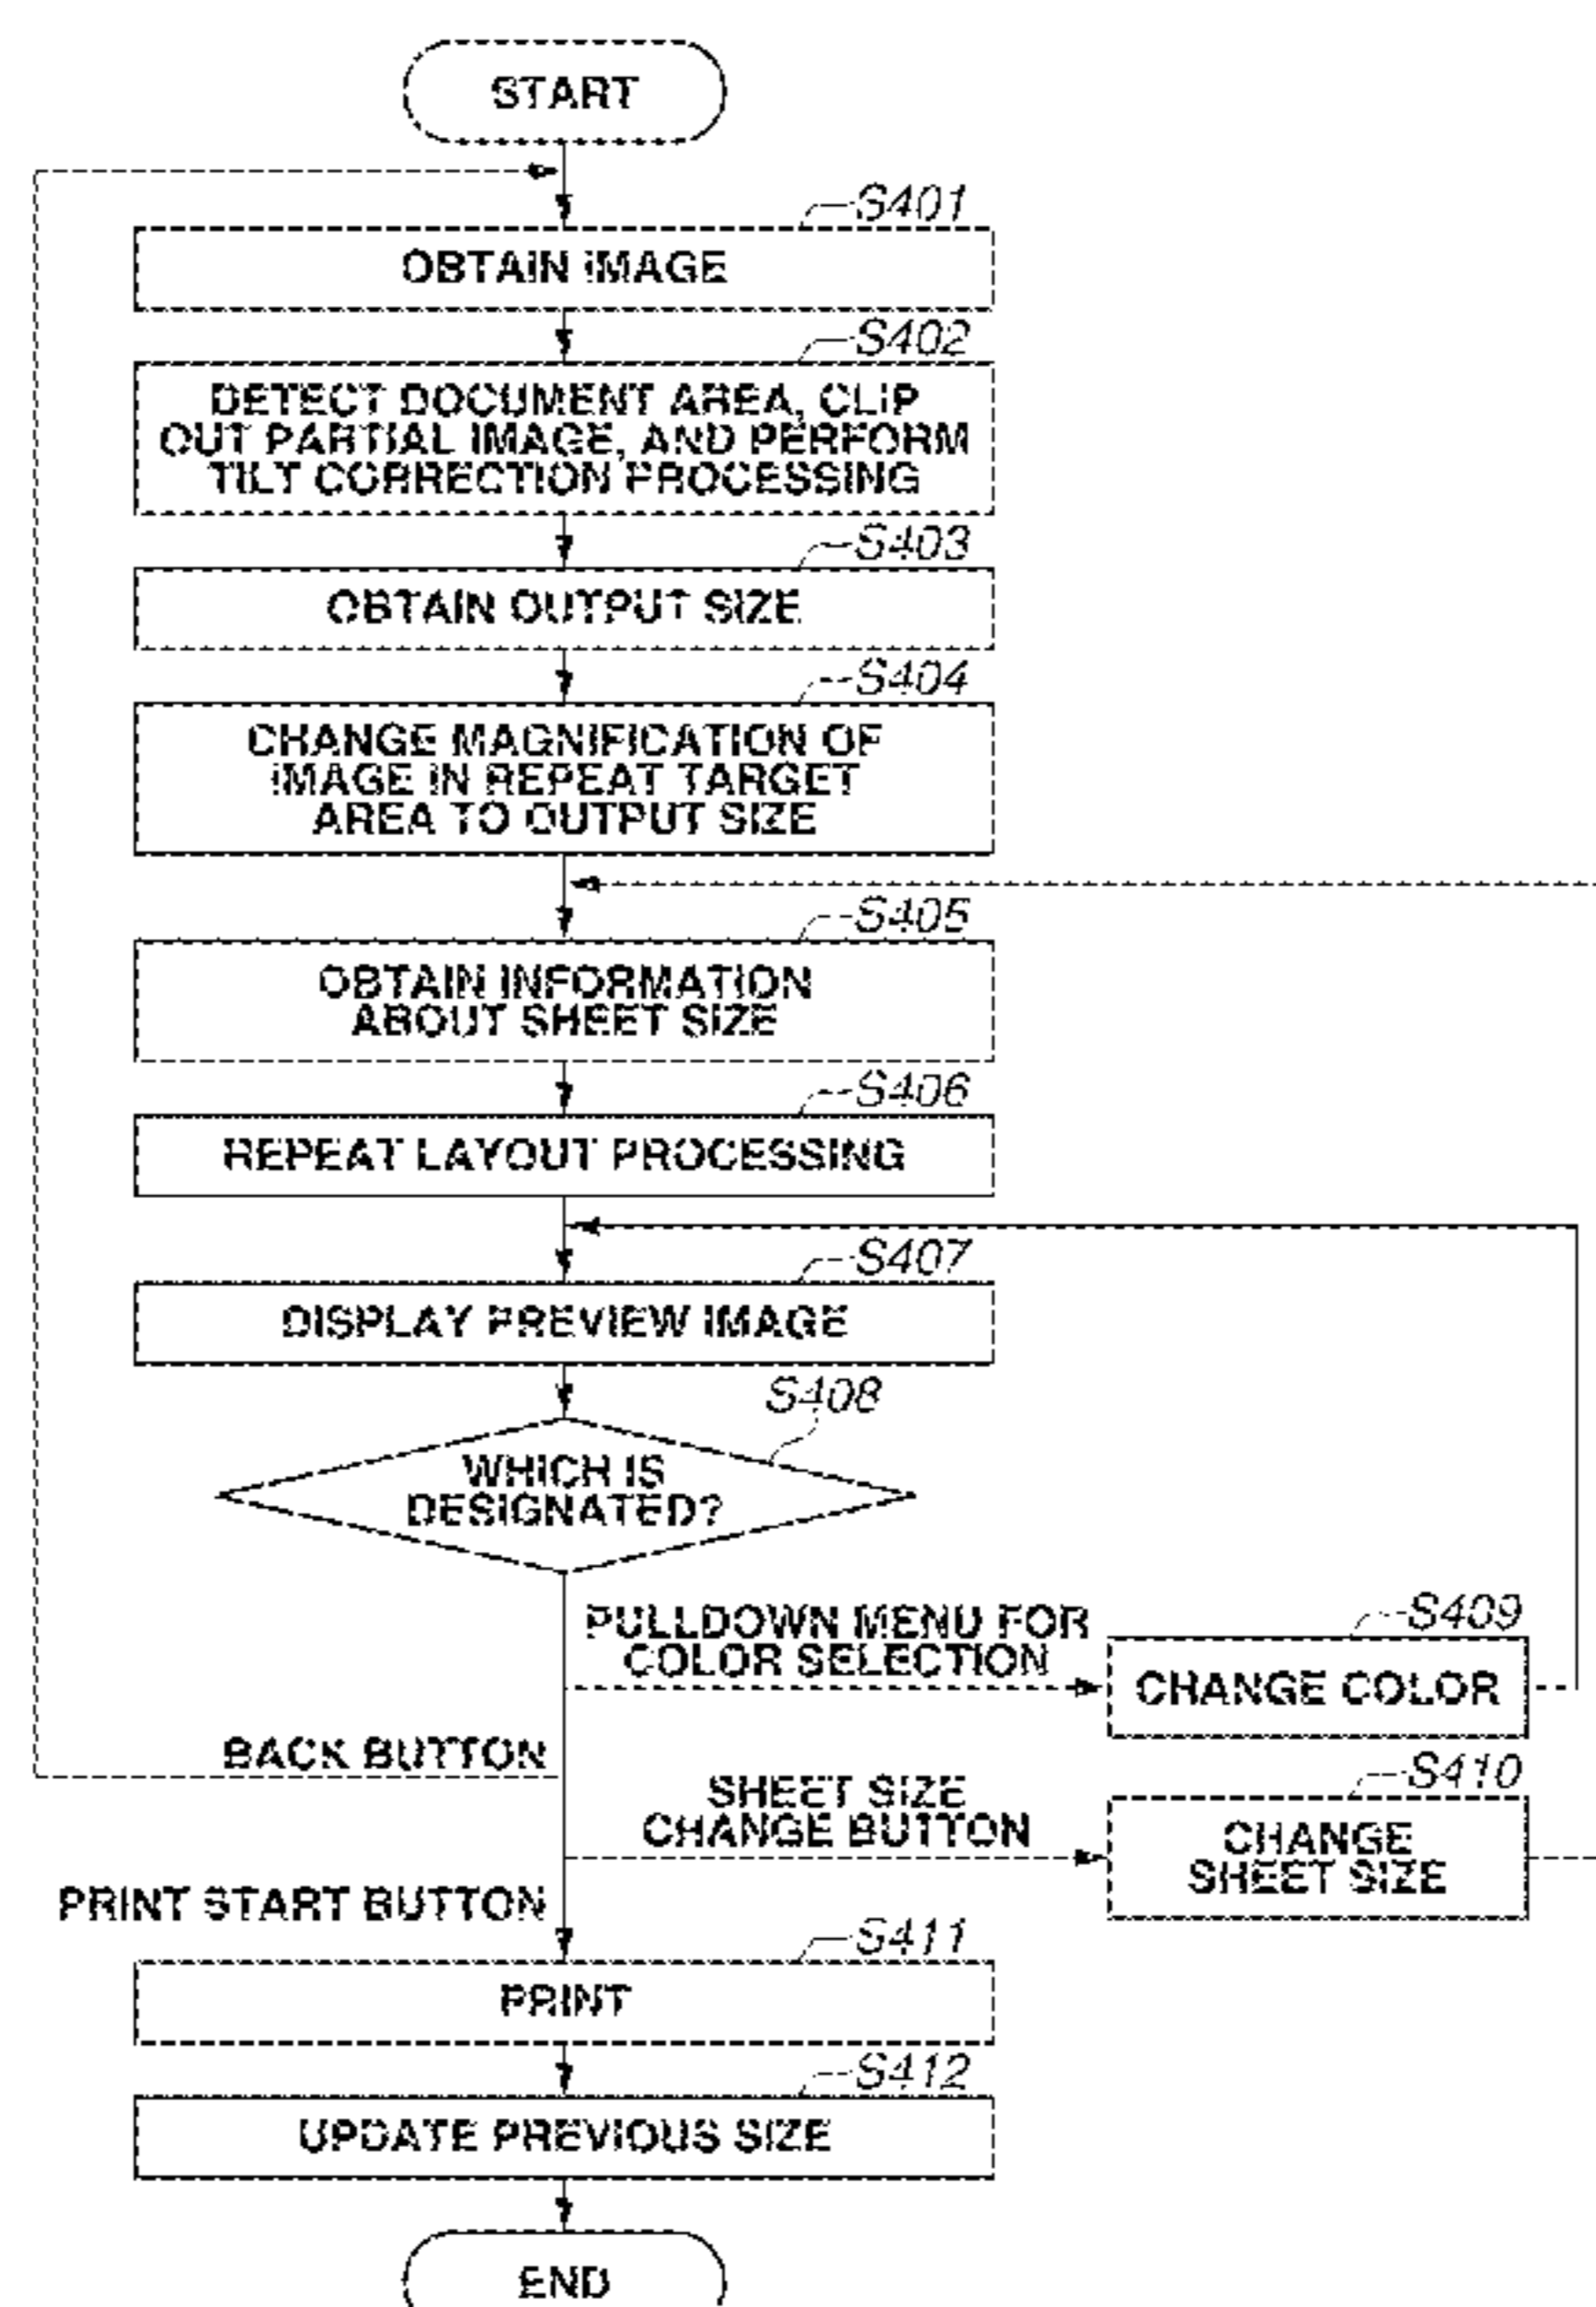 START
S401
OBTAIN IMAGE
S402
DETECT DOCUMENT AREA, CLIP
OUT PARTIAL IMAGE, AND PERFORM
TILT CORRECTION PROCESSING
S403
OBTAIN OUTPUT SIZE
S404
CHANGE MAGNIFICATION OF
IMAGE IN REPEAT TARGET
AREA TO OUTPUT SIZE
S405
OBTAIN INFORMATION
ABOUT SHEET SIZE
S406
REPEAT LAYOUT PROCESSING
S407
DISPLAY PREVIEW IMAGE
S408
WHICH IS
DESIGNATED?
PULLDOWN MENU FOR
COLOR SELECTION
S409
CHANGE COLOR
BACK BUTTON
SHEET SIZE
CHANGE BUTTON
S410
CHANGE
SHEET SIZE
PRINT START BUTTON
S411
PRINT
S412
UPDATE PREVIOUS SIZE
END